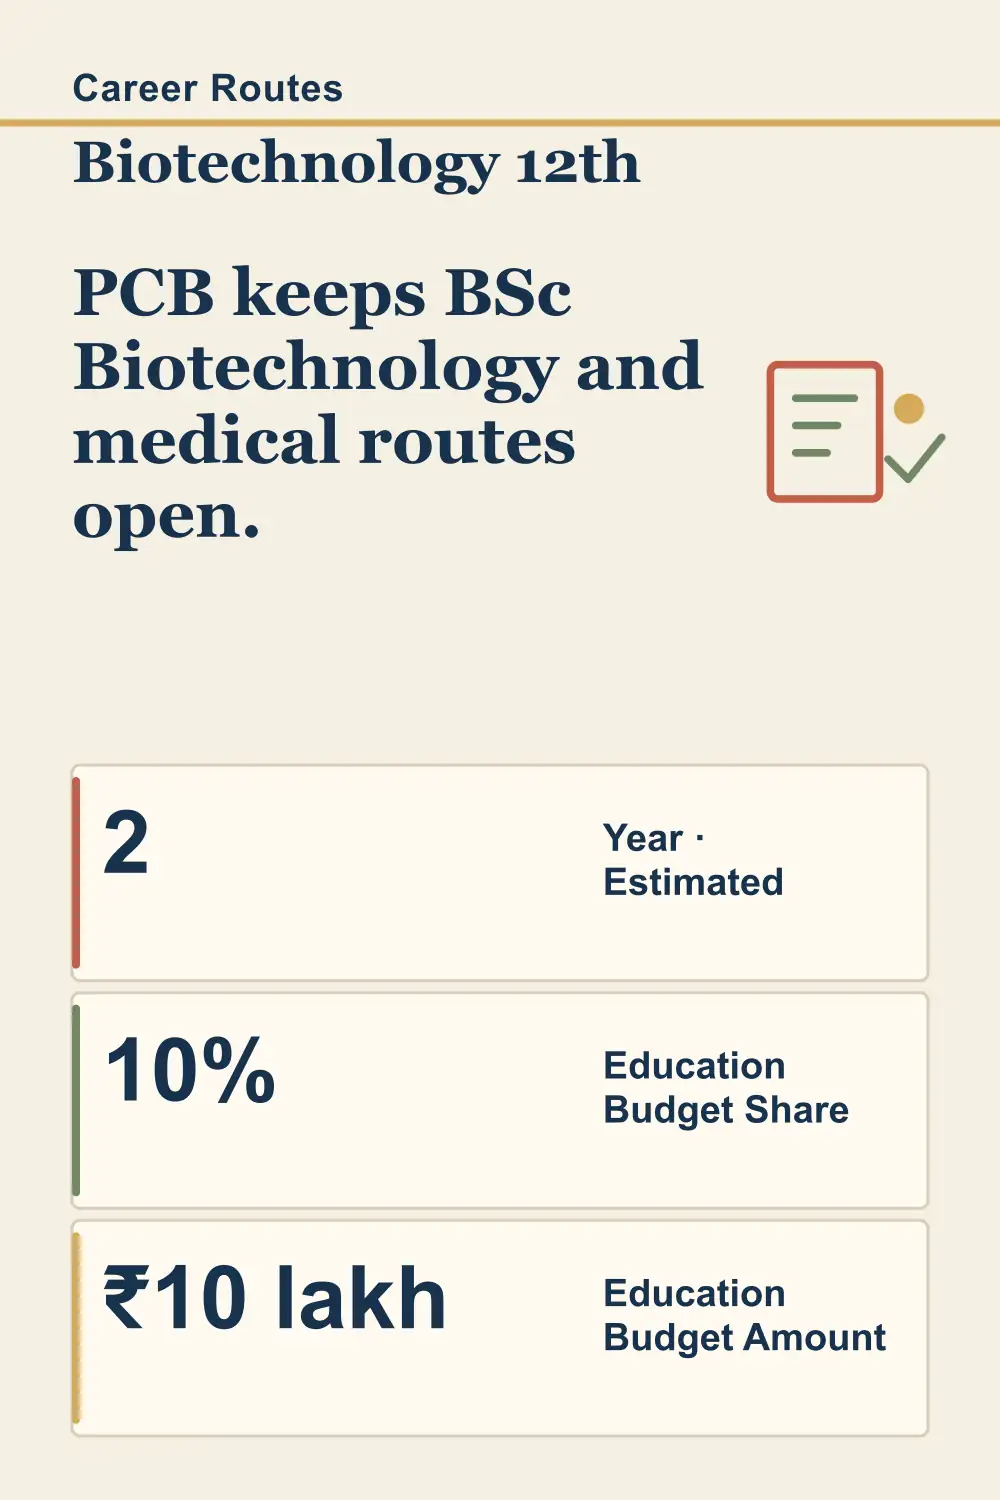 Career Routes
Biotechnology 12th
PCB keeps BSc
Biotechnology and
medical routes
open.
2
Year ·
Estimated
10%
Education
Budget Share
₹10 lakh
Education
Budget Amount